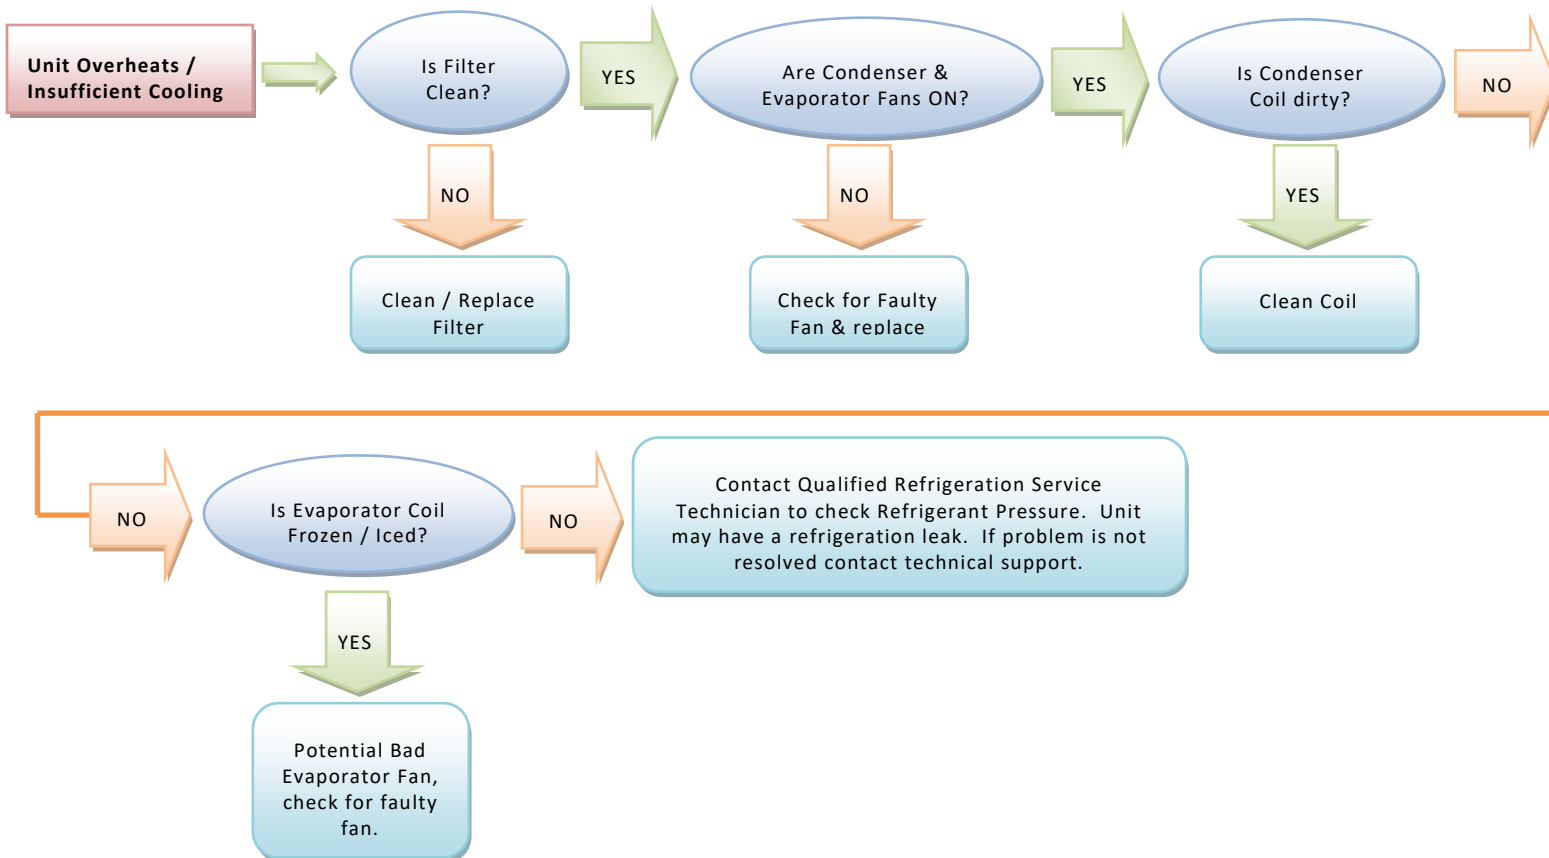 Unit Overheats /
Insufficient Cooling
Is Filter
Clean?
YES
Are Condenser &
Evaporator Fans ON?
YES
Is Condenser
Coil dirty?
NO
NO
NO
YES
Clean / Replace
Filter
Check for Faulty
Fan & replace
Clean Coil
NO
Is Evaporator Coil
Frozen / Iced?
NO
Contact Qualified Refrigeration Service
Technician to check Refrigerant Pressure. Unit
may have a refrigeration leak. If problem is not
resolved contact technical support.
YES
Potential Bad
Evaporator Fan,
check for faulty
fan.